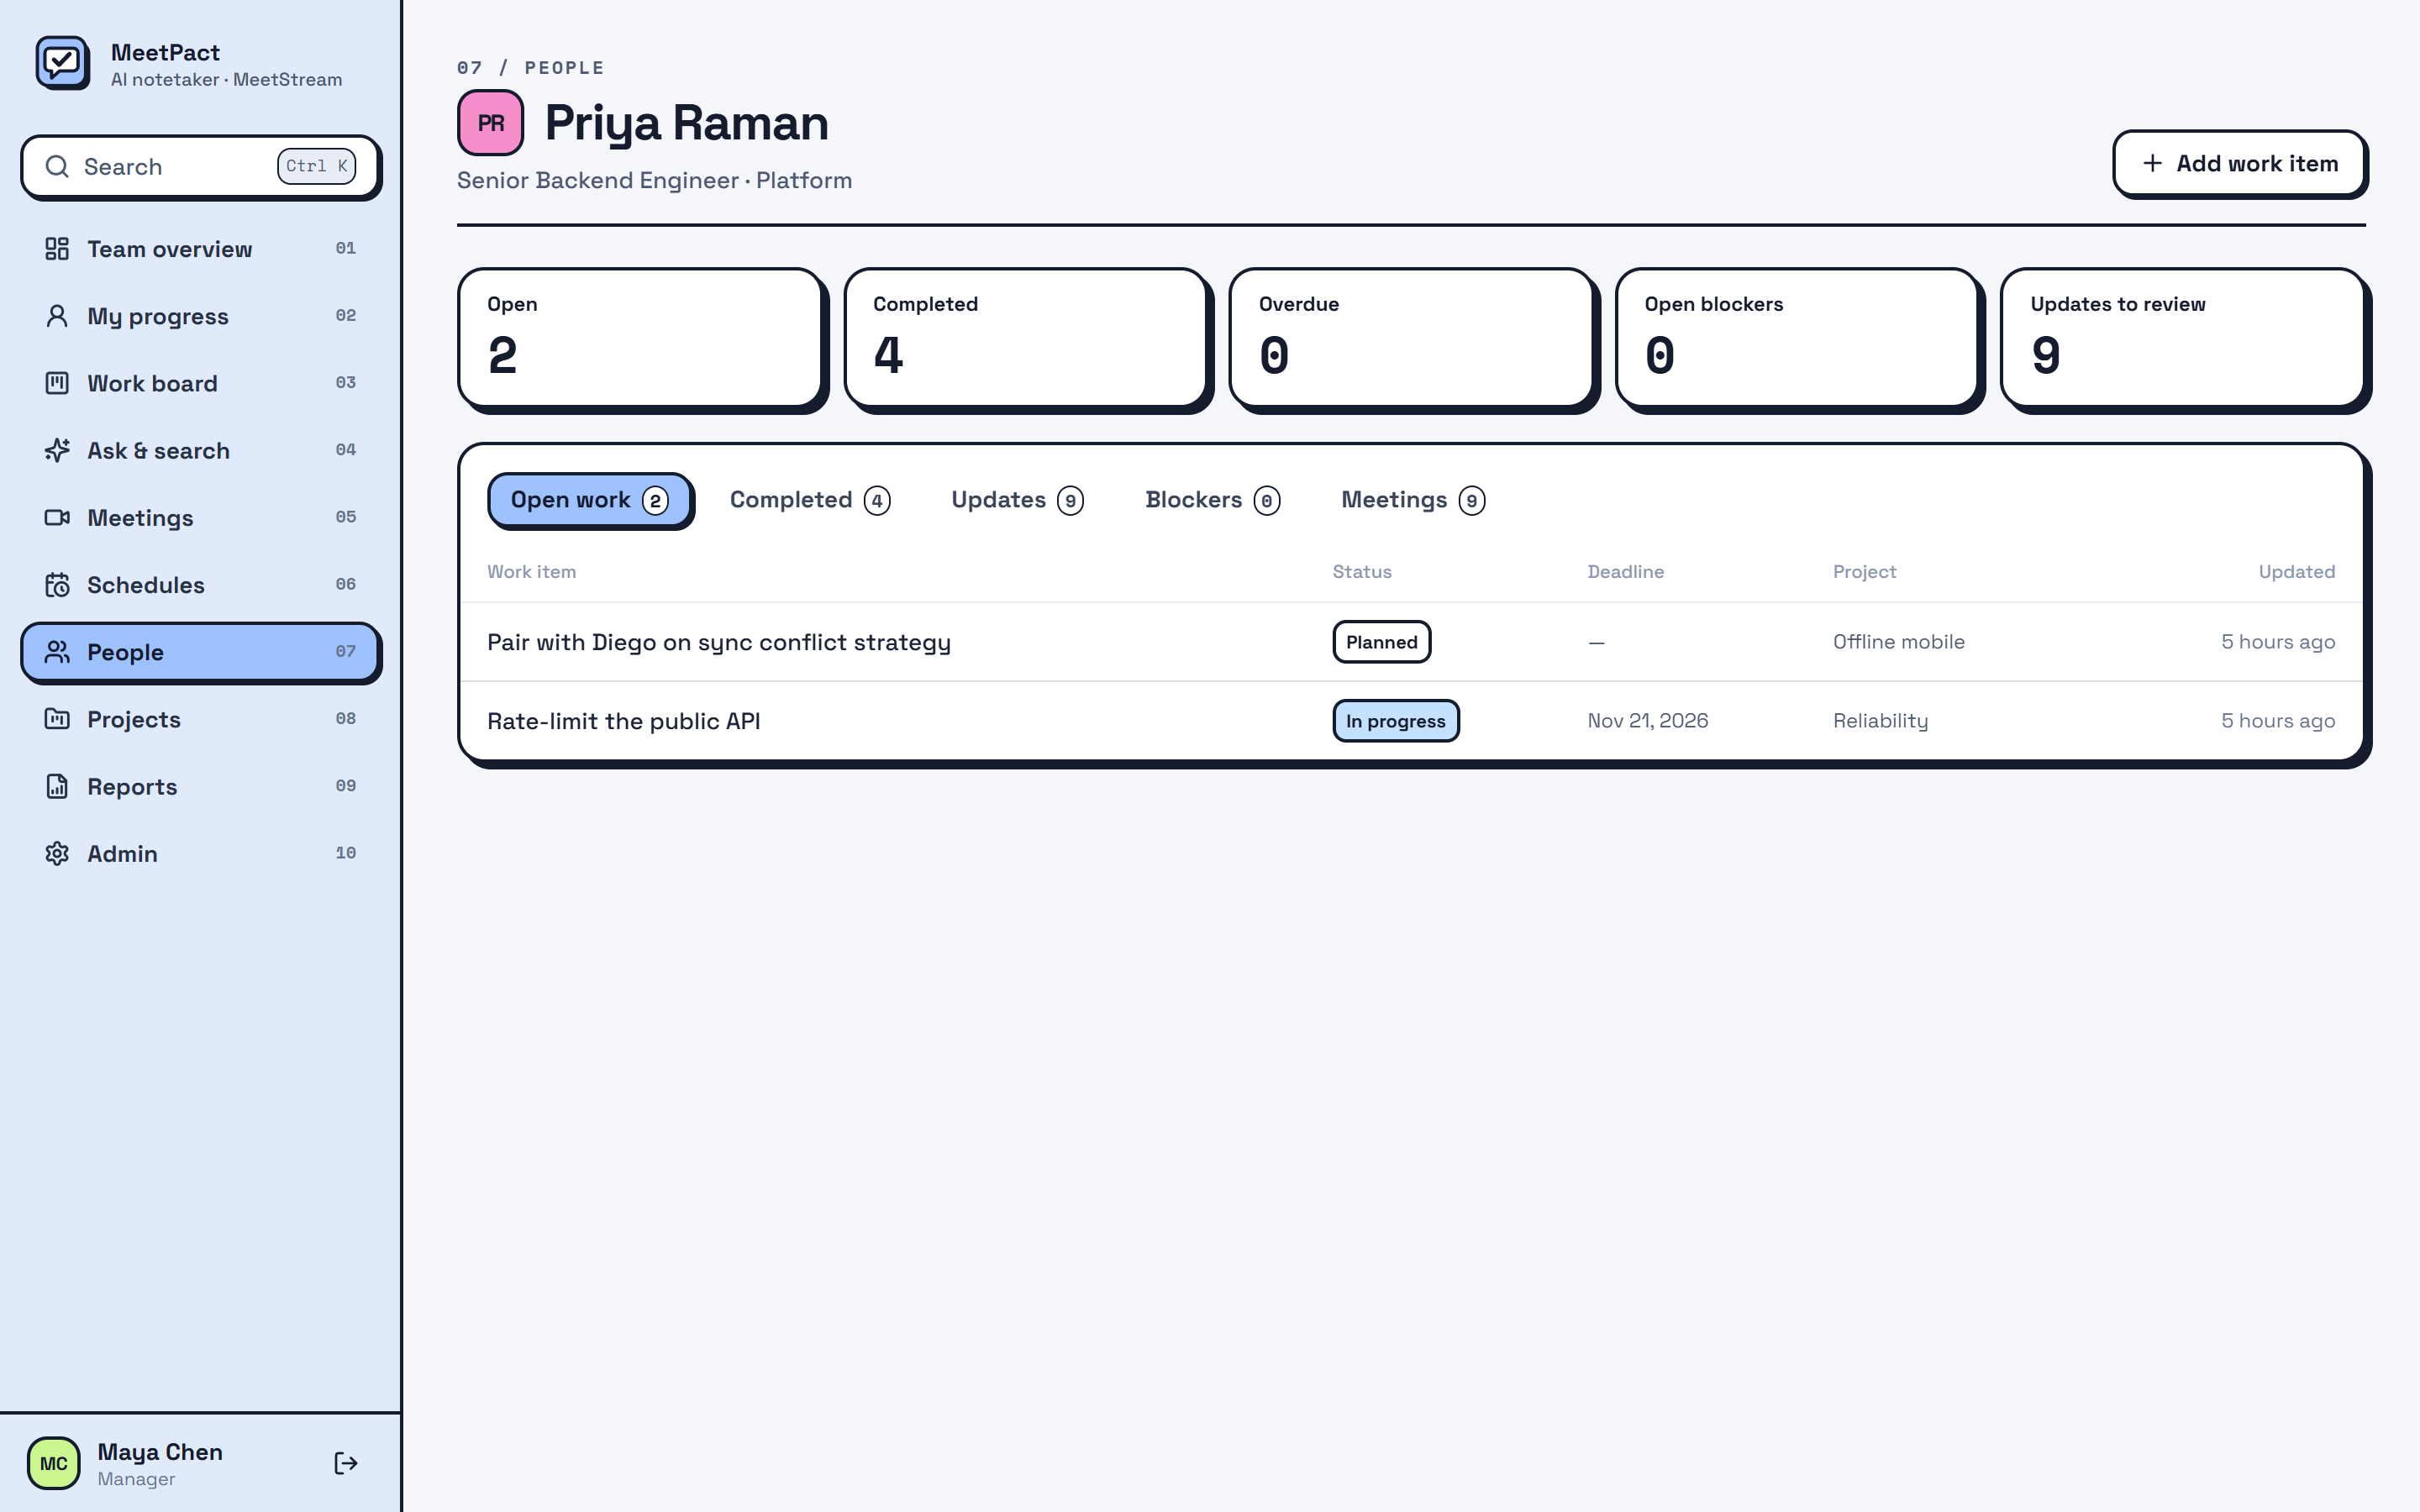 MeetPact
AI notetaker · MeetStream
Search Ctrl K
Team overview 01
My progress 02
Work board 03
Ask & search 04
Meetings 05
Schedules 06
People 07
Projects 08
Reports 09
Admin 10
MC Maya Chen
Manager
07 / PEOPLE
PR Priya Raman
Senior Backend Engineer · Platform
+ Add work item
Open
2
Completed
4
Overdue
0
Open blockers
0
Updates to review
9
Open work 2 Completed 4 Updates 9 Blockers 0 Meetings 9
Work item Status Deadline Project Updated
Pair with Diego on sync conflict strategy Planned — Offline mobile 5 hours ago
Rate-limit the public API In progress Nov 21, 2026 Reliability 5 hours ago